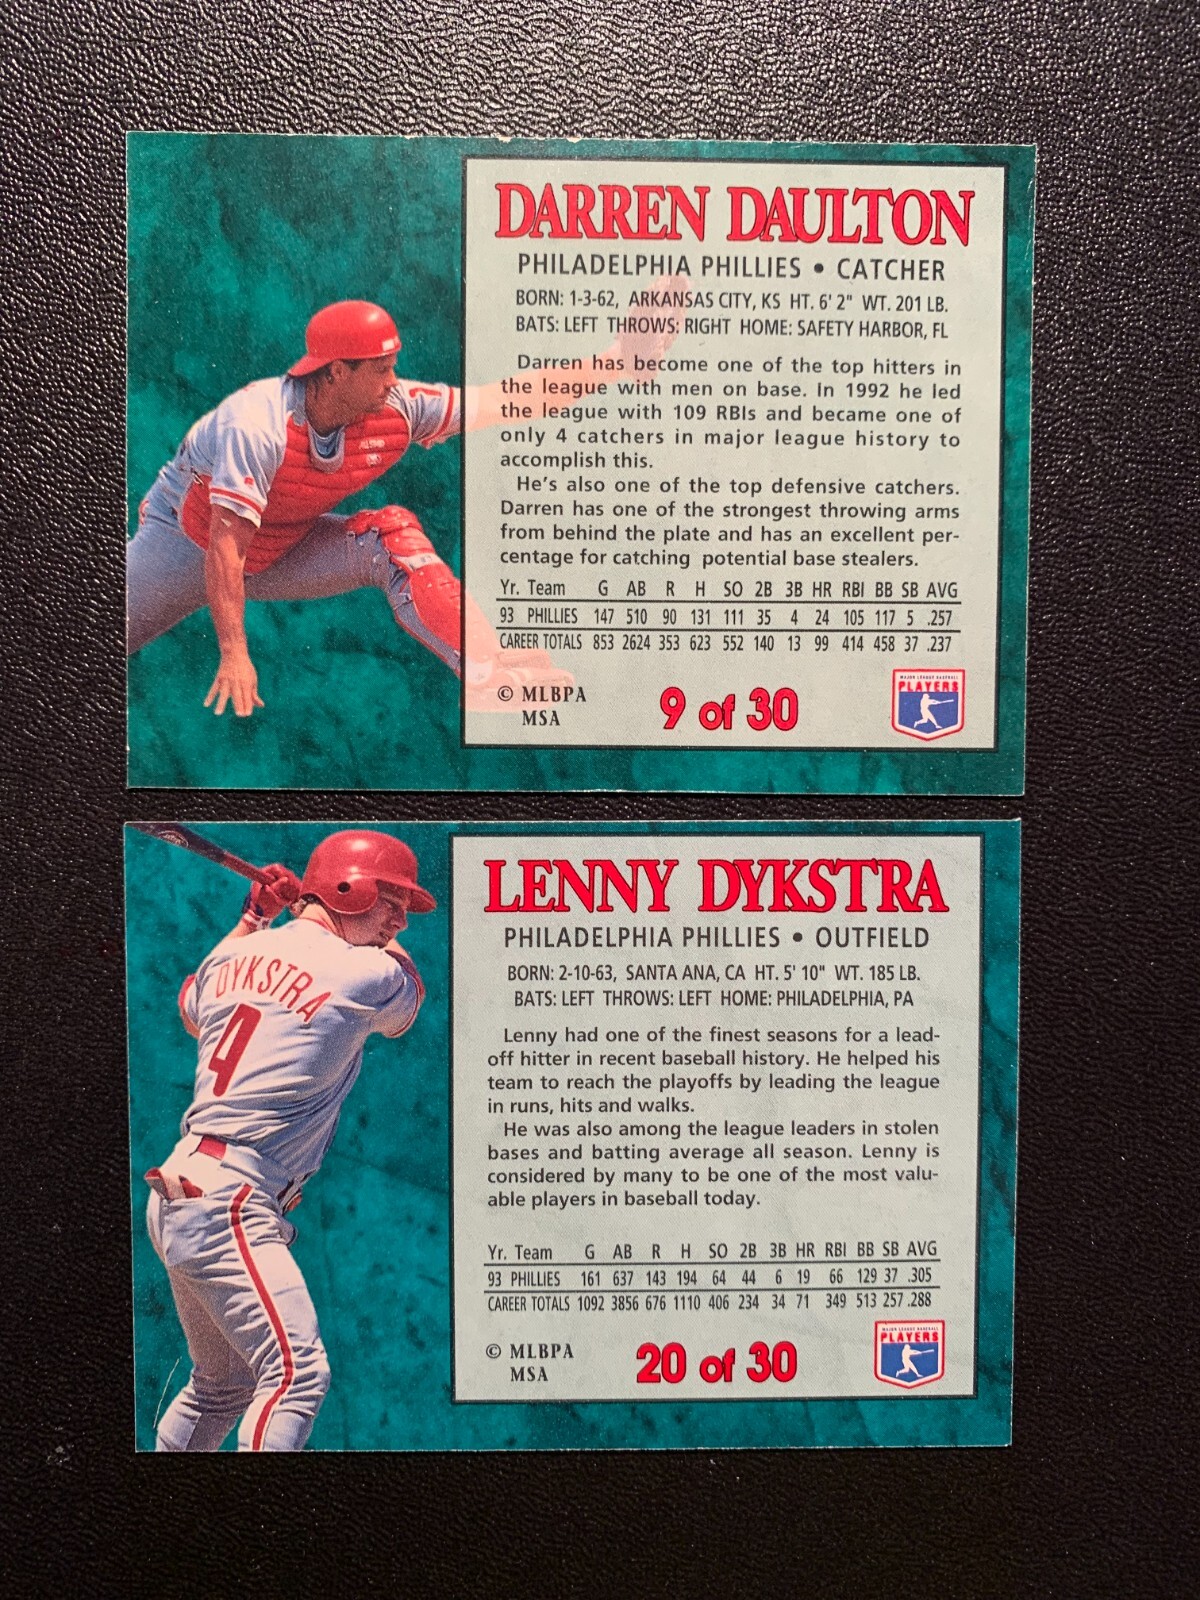 DARREN DAULTON
PHILADELPHIA PHILLIES • CATCHER
BORN: 1-3-62, ARKANSAS CITY, KS HT. 6' 2" WT. 201 LB.
BATS: LEFT THROWS: RIGHT HOME: SAFETY HARBOR, FL
Darren has become one of the top hitters in
the league with men on base. In 1992 he led
the league with 109 RBIs and became one of
only 4 catchers in major league history to
accomplish this.
He's also one of the top defensive catchers.
Darren has one of the strongest throwing arms
from behind the plate and has an excellent per-
centage for catching potential base stealers.
Yr. Team G AB R H SO 2B 3B HR RBI BB SB AVG
93 PHILLIES 147 510 90 131 111 35 4 24 105 117 5 .257
CAREER TOTALS 853 2624 353 623 552 140 13 99 414 458 37 .237
© MLBPA
MSA
9 of 30
MAJOR LEAGUE BASEBALL
PLAYERS
DYKSTRA
4
LENNY DYKSTRA
PHILADELPHIA PHILLIES • OUTFIELD
BORN: 2-10-63, SANTA ANA, CA HT. 5' 10" WT. 185 LB.
BATS: LEFT THROWS: LEFT HOME: PHILADELPHIA, PA
Lenny had one of the finest seasons for a lead-
off hitter in recent baseball history. He helped his
team to reach the playoffs by leading the league
in runs, hits and walks.
He was also among the league leaders in stolen
bases and batting average all season. Lenny is
considered by many to be one of the most valu-
able players in baseball today.
Yr. Team G AB R H SO 2B 3B HR RBI BB SB AVG
93 PHILLIES 161 637 143 194 64 44 6 19 66 129 37 .305
CAREER TOTALS 1092 3856 676 1110 406 234 34 71 349 513 257 .288
© MLBPA
MSA
20 of 30
MAJOR LEAGUE BASEBALL
PLAYERS